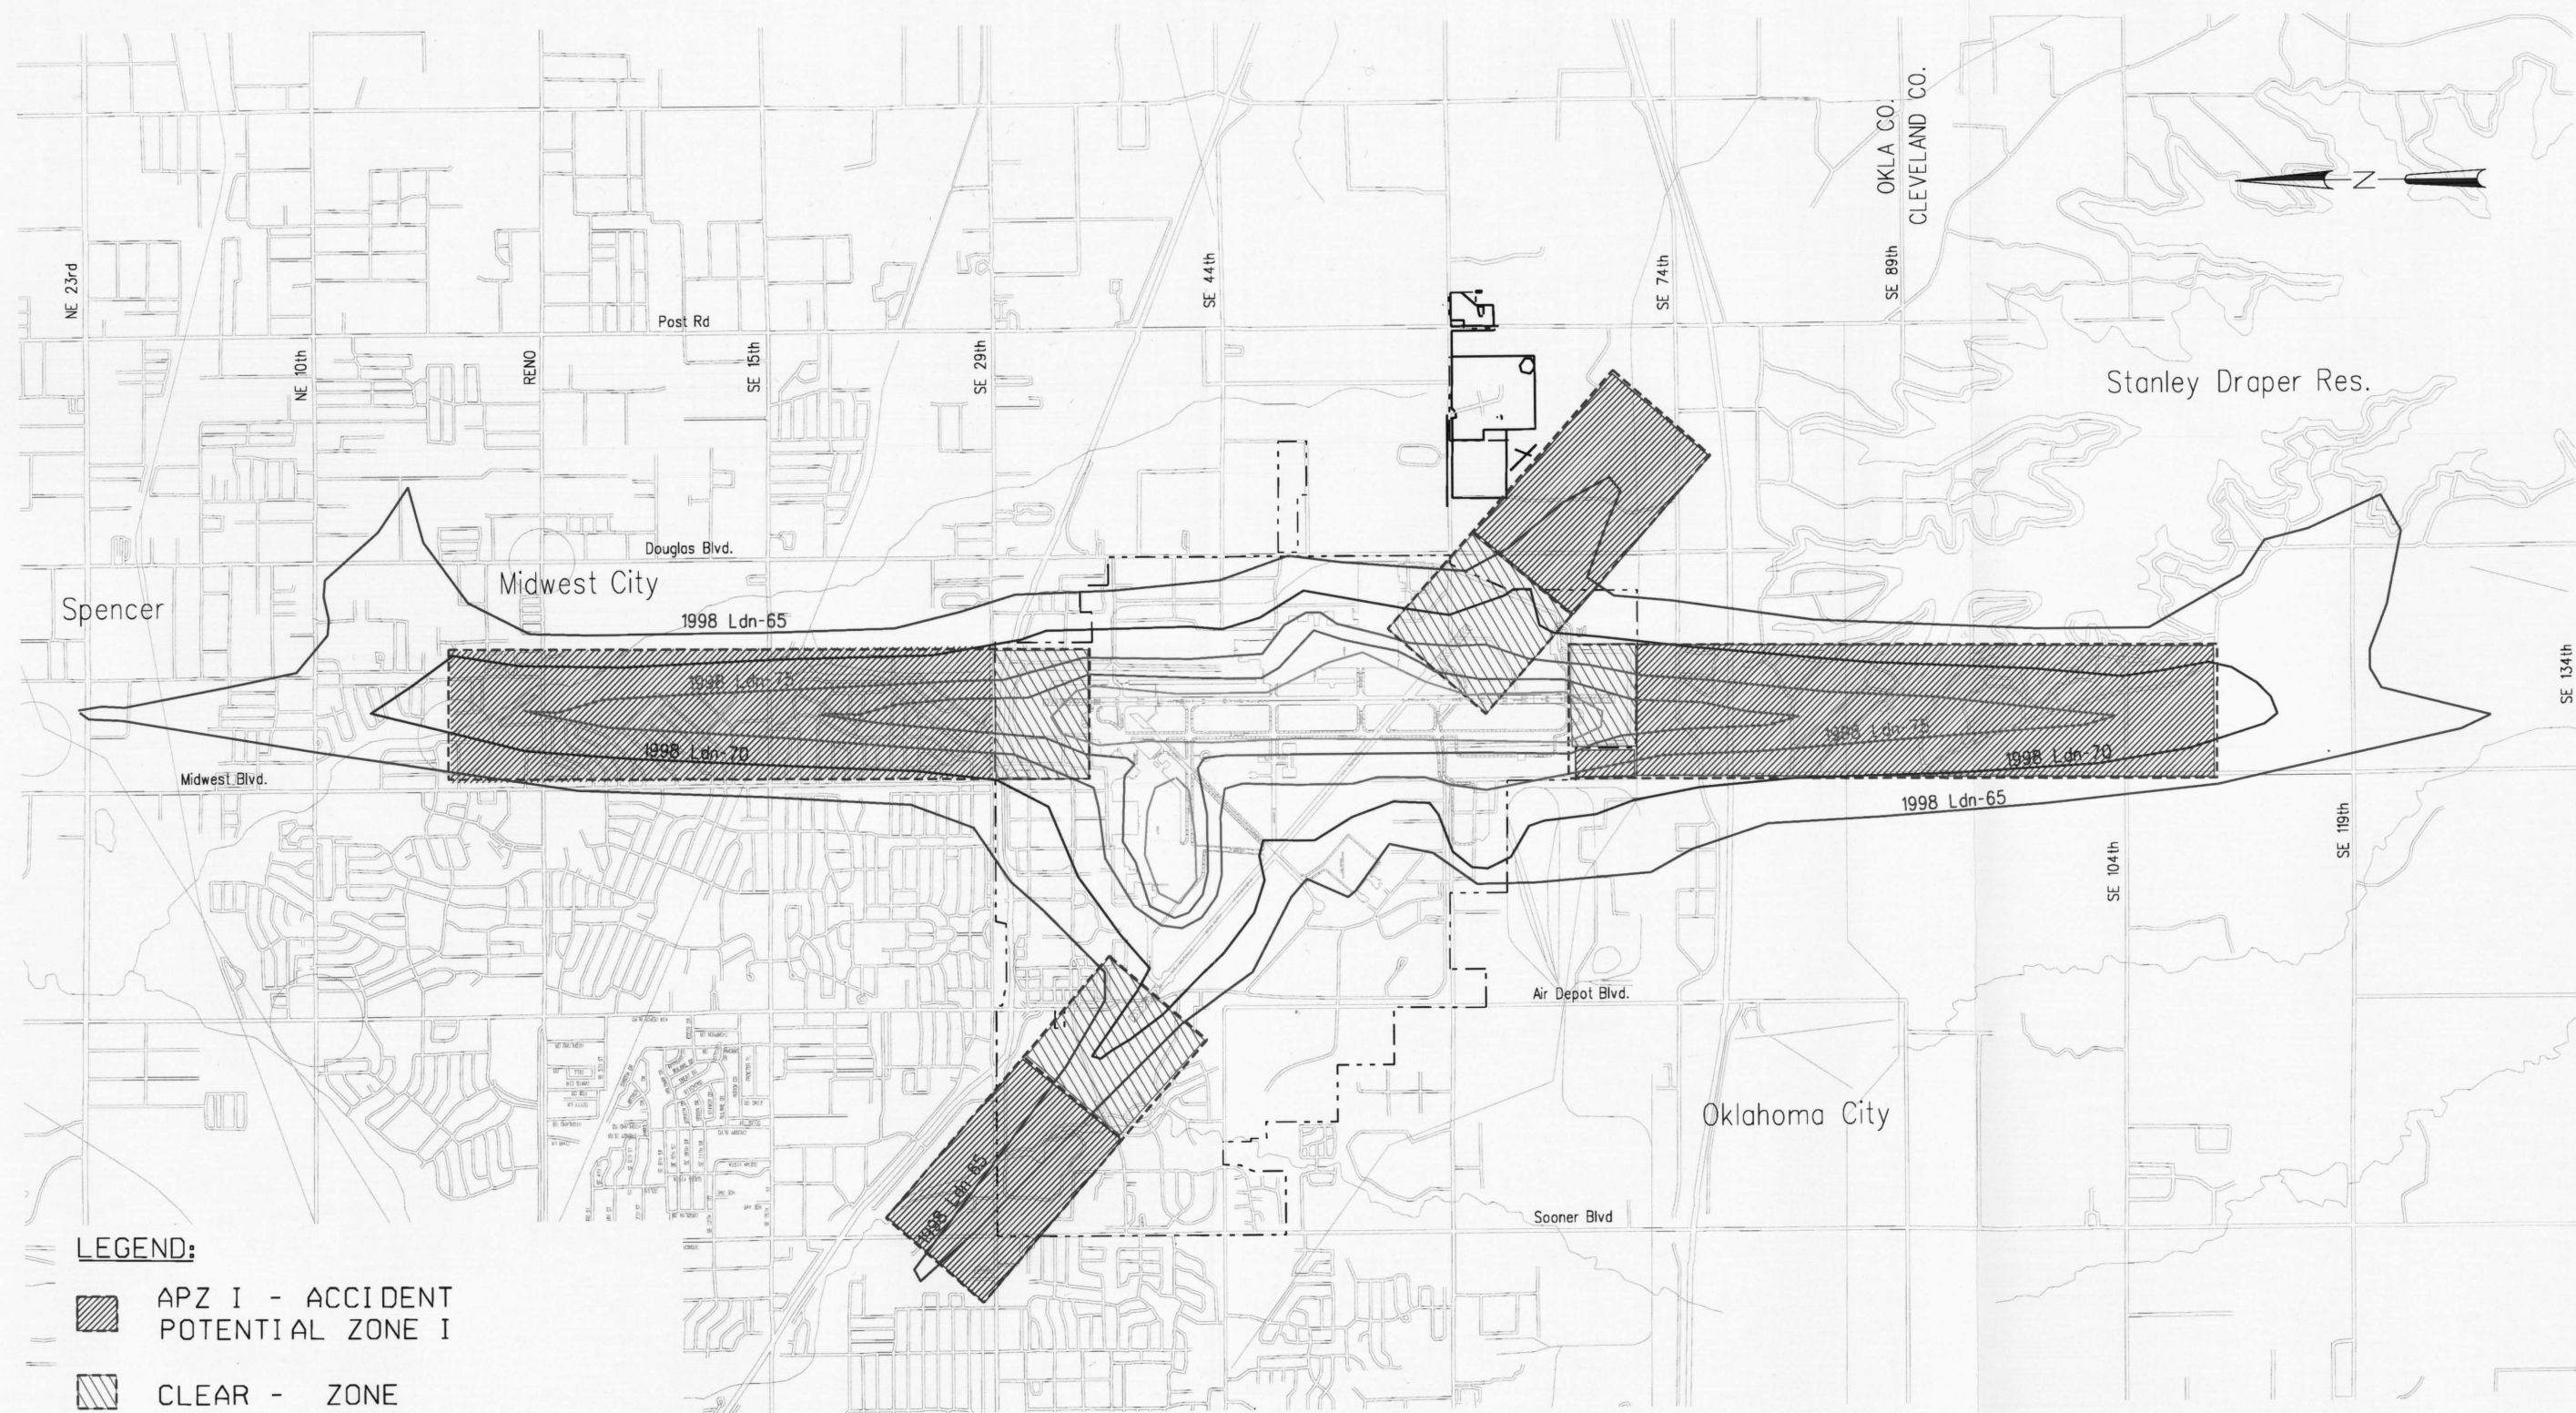 OKLA CO.
CLEVELAND CO.
N
NE 23rd
SE 44th
SE 74th
SE 89th
Post Rd
NE 10th
RENO
SE 15th
SE 29th
Stanley Draper Res.
Douglas Blvd.
Midwest City
Spencer
1998 Ldn-65
1998 Ldn-75
1998 Ldn-70
Midwest Blvd.
1998 Ldn-75
1998 Ldn-70
1998 Ldn-65
SE 134th
SE 119th
SE 104th
Air Depot Blvd.
Oklahoma City
1998 Ldn-65
Sooner Blvd
LEGEND:
APZ I - ACCIDENT
POTENTIAL ZONE I
CLEAR - ZONE